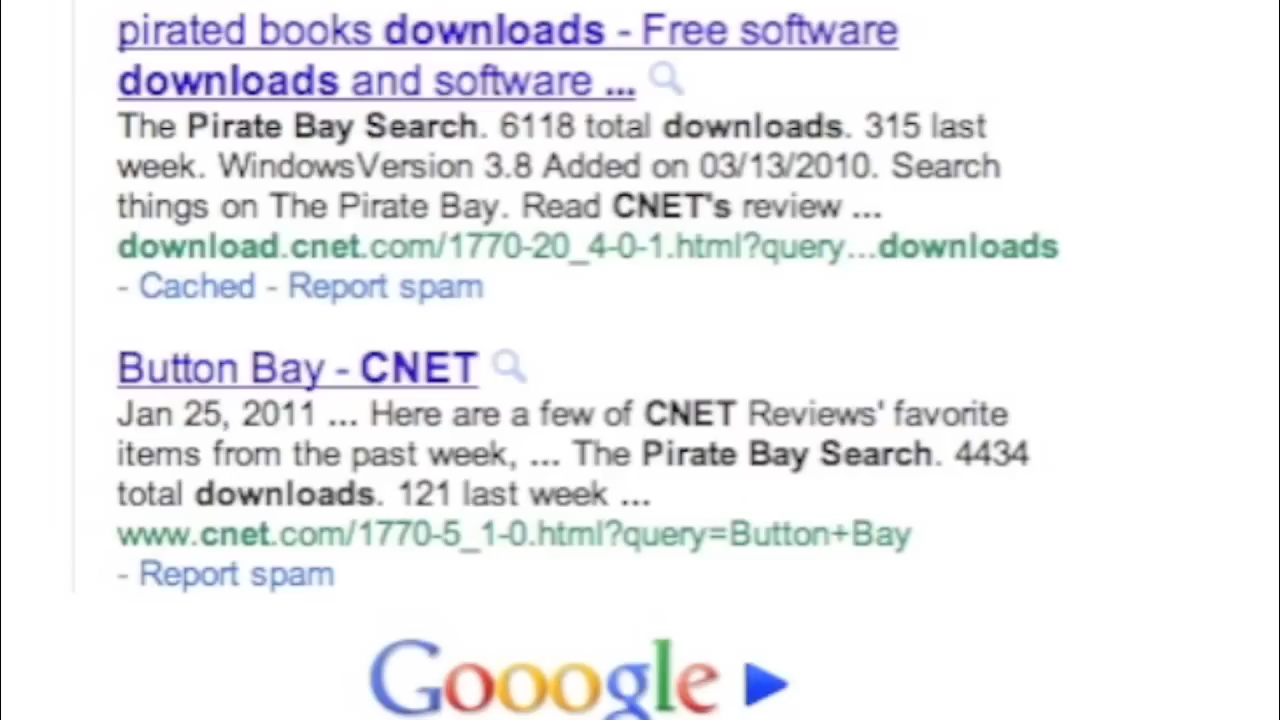 pirated books downloads - Free software
downloads and software ...
The Pirate Bay Search. 6118 total downloads. 315 last
week. WindowsVersion 3.8 Added on 03/13/2010. Search
things on The Pirate Bay. Read CNET's review ...
download.cnet.com/1770-20_4-0-1.html?query...downloads
- Cached - Report spam
Button Bay - CNET
Jan 25, 2011 ... Here are a few of CNET Reviews' favorite
items from the past week, ... The Pirate Bay Search. 4434
total downloads. 121 last week ...
www.cnet.com/1770-5_1-0.html?query=Button+Bay
- Report spam
Gooogle